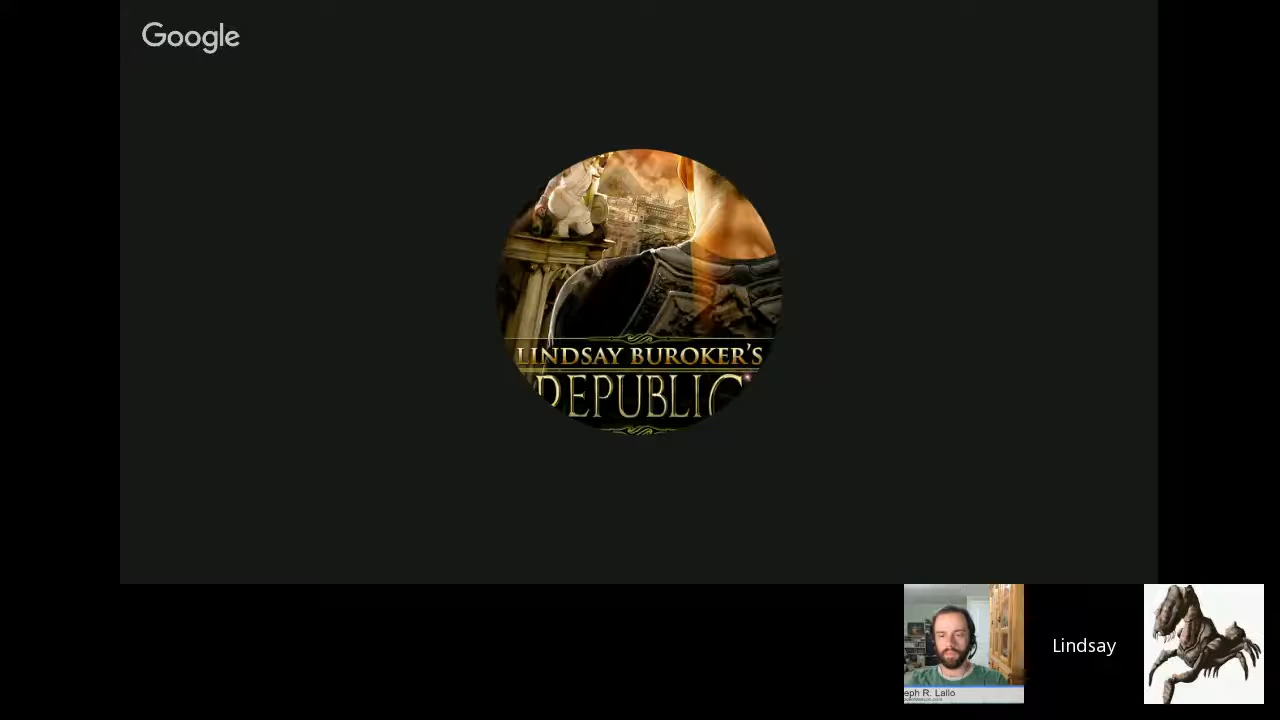 Google
LINDSAY BUROKER'S
REPUBLIC
Lindsay
eph R. Lallo